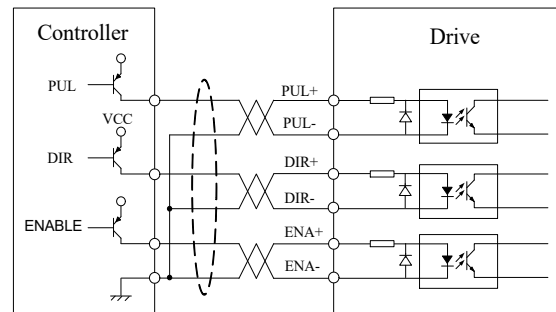 Controller
Drive
PUL
PUL+
PUL-
VCC
DIR
DIR+
DIR-
ENABLE
ENA+
ENA-